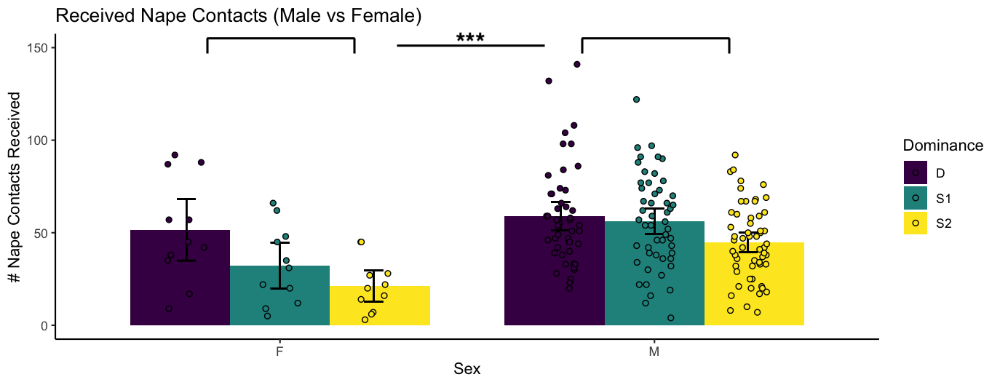 Received Nape Contacts (Male vs Female)
***
150
100
50
0
# Nape Contacts Received
F
M
Sex
Dominance
D
S1
S2